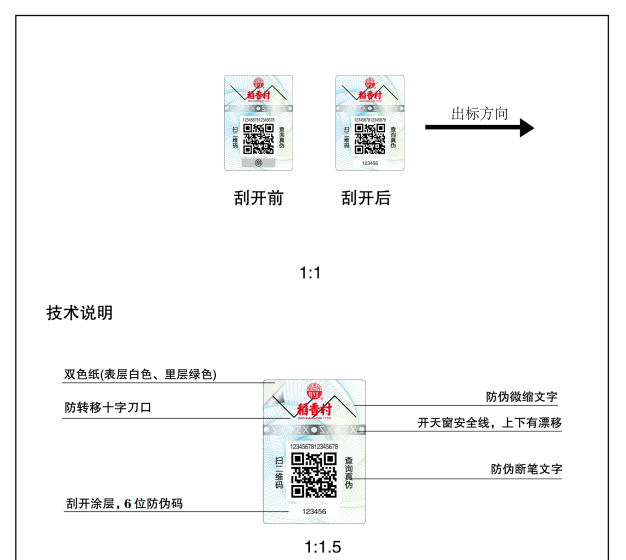 稻香村
稻香村
1234567812345678
1234567812345678
扫二维码
查询真伪
扫二维码
查询真伪
123456
出标方向
刮开前
刮开后
1:1
技术说明
双色纸(表层白色、里层绿色)
防转移十字刀口
刮开涂层，6 位防伪码
稻香村
1234567812345678
扫二维码
查询真伪
123456
防伪微缩文字
开天窗安全线，上下有漂移
防伪断笔文字
1:1.5